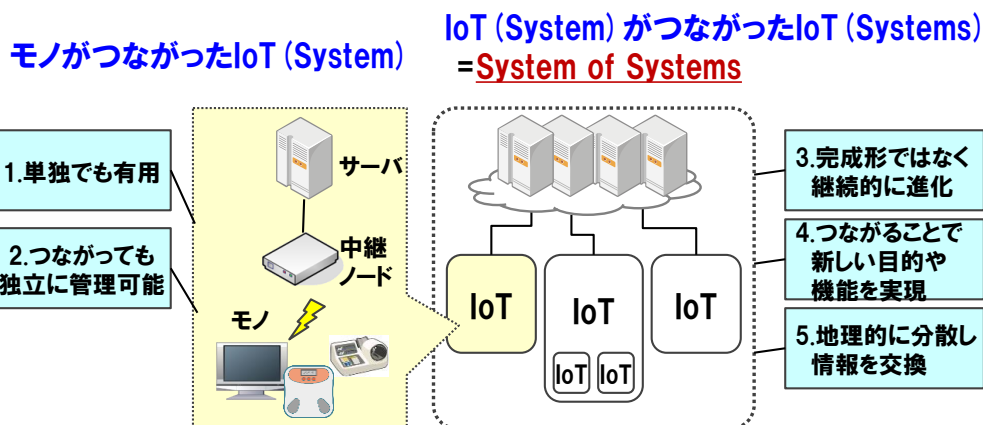 モノがつながったIoT(System)
IoT(System)がつながったIoT(Systems)
=System of Systems
1.単独でも有用
2.つながっても
独立に管理可能
サーバ
中継
ノード
モノ
IoT
IoT
IoT
IoT IoT
3.完成形ではなく
継続的に進化
4.つながることで
新しい目的や
機能を実現
5.地理的に分散し
情報を交換